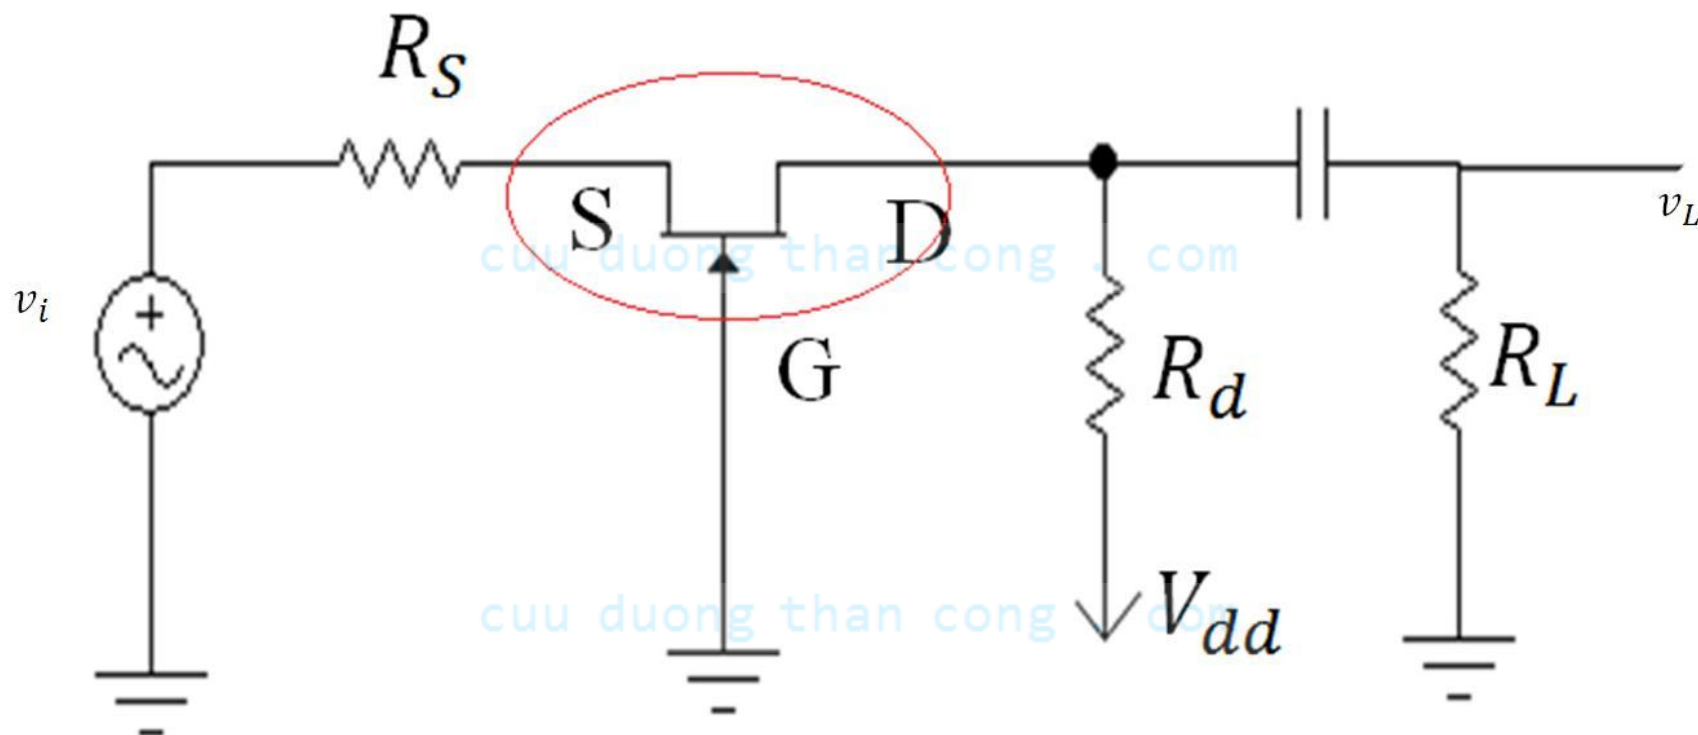 R_S
S
D
cuu duong than cong . com
v_i
+
G
R_d
R_L
v_L
cuu duong than cong . com
V_dd